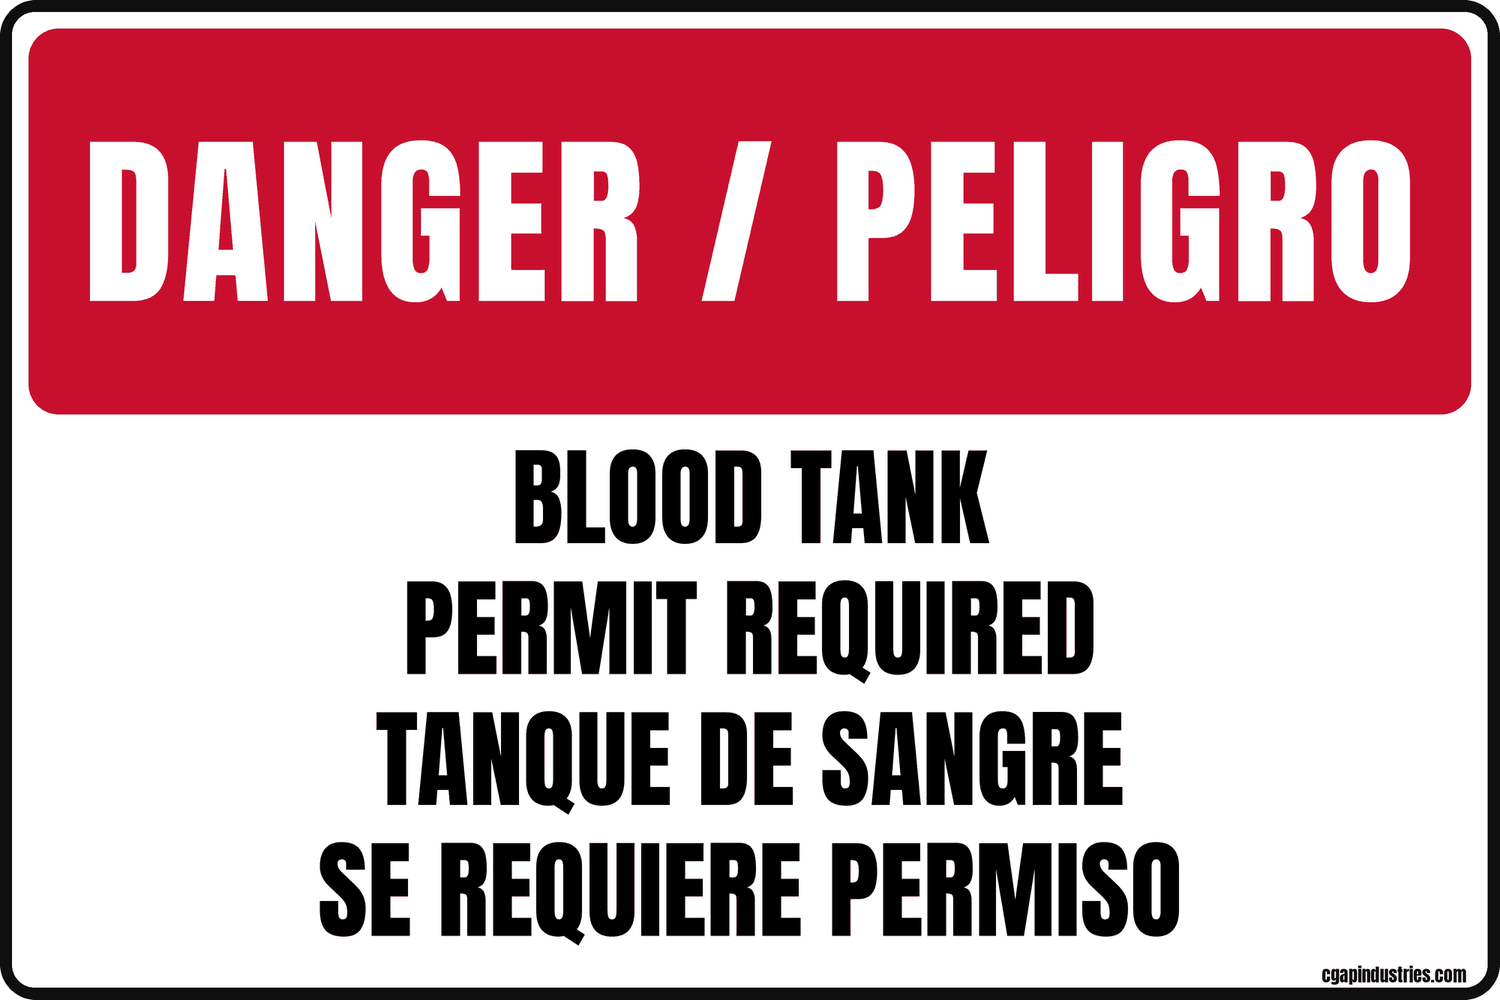 DANGER / PELIGRO
BLOOD TANK
PERMIT REQUIRED
TANQUE DE SANGRE
SE REQUIERE PERMISO
cgapindustries.com